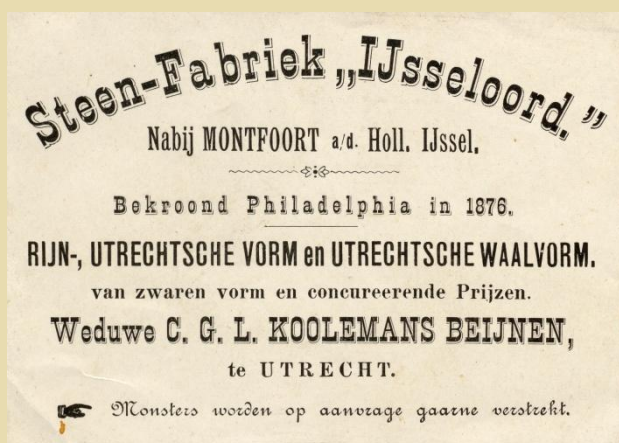 Steen-Fabriek „IJsseloord.”
Nabij MONTFOORT a/d. Holl. IJssel.
Bekroond Philadelphia in 1876.
RIJN-, UTRECHTSCHE VORM en UTRECHTSCHE WAALVORM.
van zwaren vorm en concureerende Prijzen.
Weduwe C. G. L. KOOLEMANS BEIJNEN,
te UTRECHT.
Monsters worden op aanvrage gaarne verstrekt.